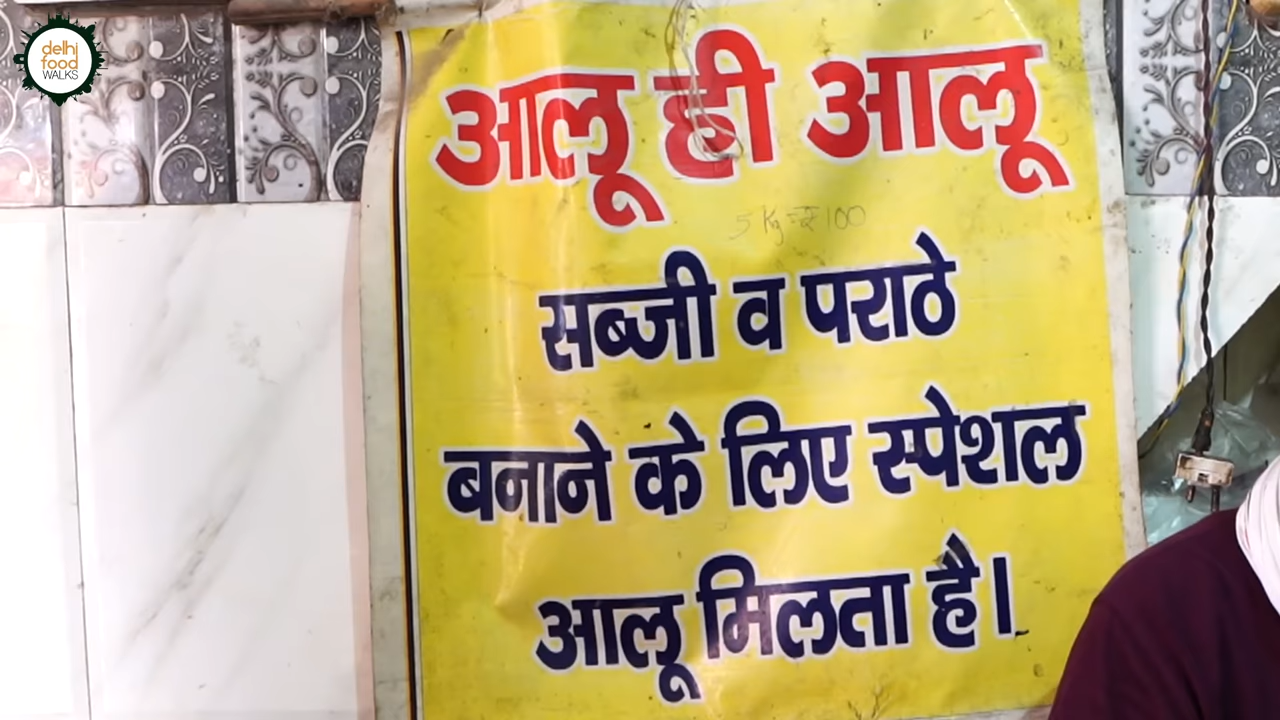 delhi
food
WALKS
आलू ही आलू
5 Kg = ₹100
सब्जी व पराठे
बनाने के लिए स्पेशल
आलू मिलता है।